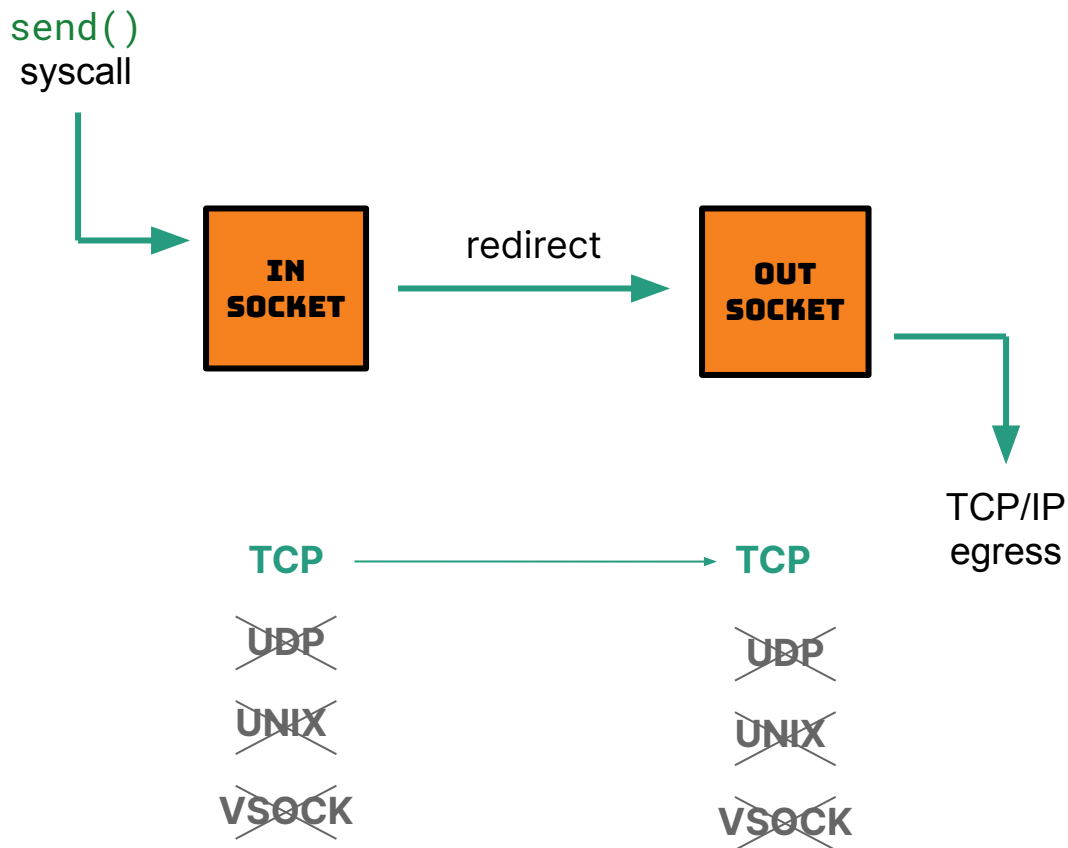 send()
syscall
IN
SOCKET
redirect
OUT
SOCKET
TCP/IP
egress
TCP
TCP
UDP
UDP
UNIX
UNIX
VSOCK
VSOCK